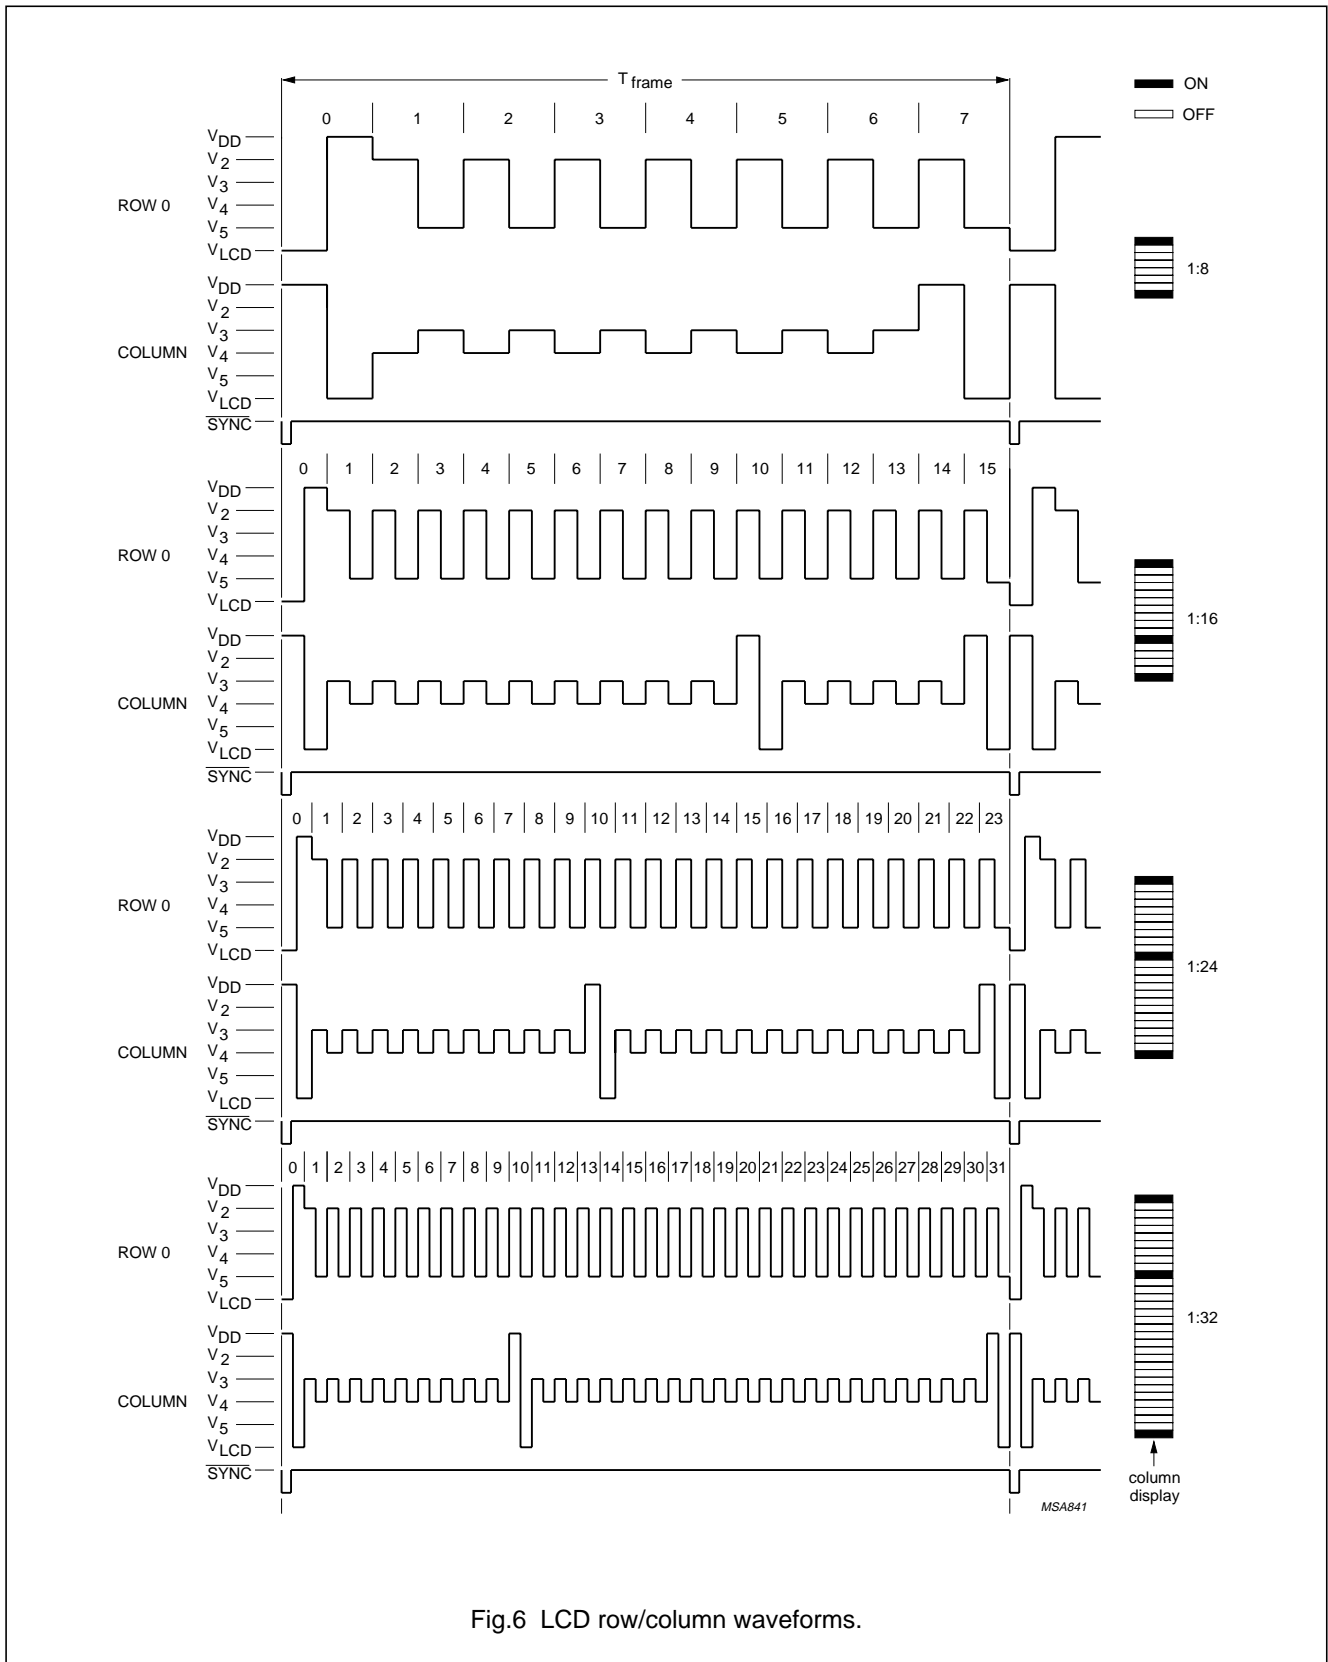 T frame
ON
OFF
0 1 2 3 4 5 6 7
VDD
V2
V3
ROW 0 V4
V5
VLCD
1:8
VDD
V2
V3
COLUMN V4
V5
VLCD
SYNC
0 1 2 3 4 5 6 7 8 9 10 11 12 13 14 15
VDD
V2
V3
ROW 0 V4
V5
VLCD
1:16
VDD
V2
V3
COLUMN V4
V5
VLCD
SYNC
0 1 2 3 4 5 6 7 8 9 10 11 12 13 14 15 16 17 18 19 20 21 22 23
VDD
V2
V3
ROW 0 V4
V5
VLCD
1:24
VDD
V2
V3
COLUMN V4
V5
VLCD
SYNC
0 1 2 3 4 5 6 7 8 9 10 11 12 13 14 15 16 17 18 19 20 21 22 23 24 25 26 27 28 29 30 31
VDD
V2
V3
ROW 0 V4
V5
VLCD
1:32
VDD
V2
V3
COLUMN V4
V5
VLCD
SYNC
column
display
MSA841
Fig.6 LCD row/column waveforms.